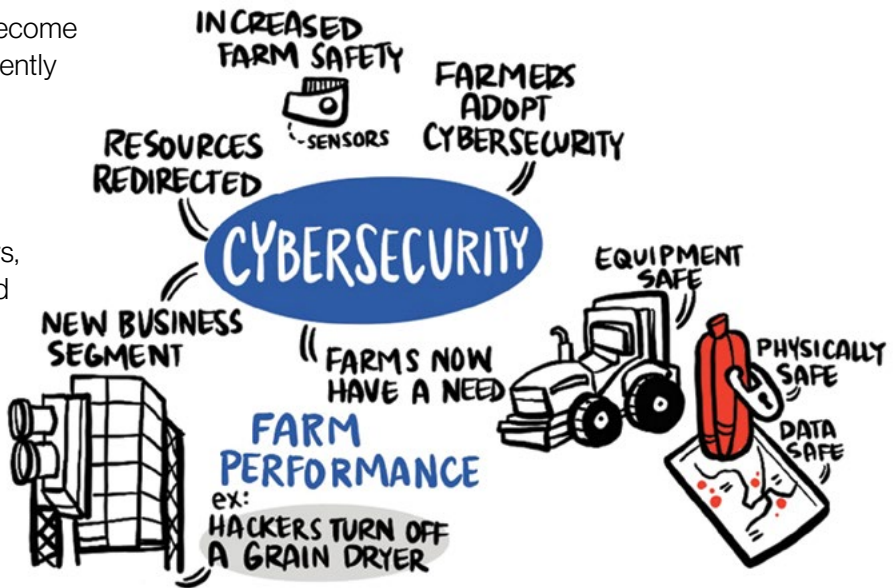 INCREASED
FARM SAFETY
SENSORS
FARMERS
ADOPT
CYBERSECURITY
RESOURCES
REDIRECTED
CYBERSECURITY
NEW BUSINESS
SEGMENT
FARMS NOW
HAVE A NEED
EQUIPMENT
SAFE
PHYSICALLY
SAFE
DATA
SAFE
FARM
PERFORMANCE
ex:
HACKERS TURN OFF
A GRAIN DRYER